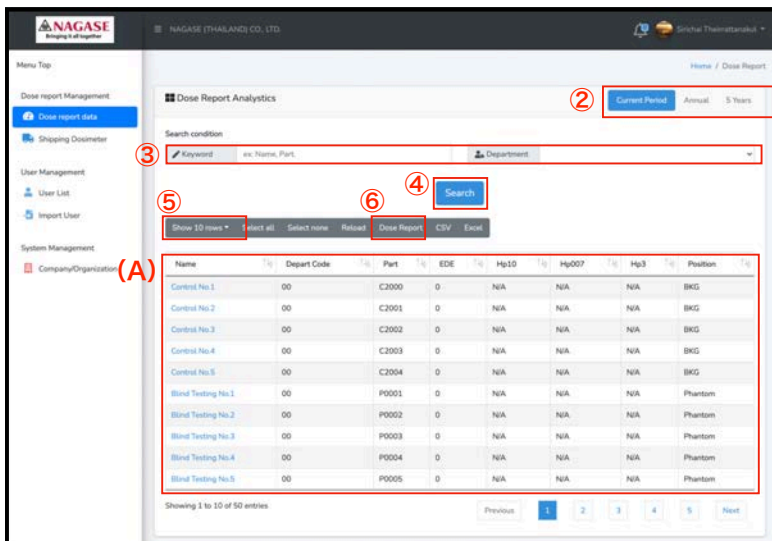 NAGASE
Bringing it all together
NAGASE (THAILAND) CO., LTD.
Sirichai Theinrattanakul
Menu Top
Home / Dose Report
Dose report Management
Dose report data
Shipping Dosimeter
User Management
User List
Import User
System Management
Company/Organization
Dose Report Analystics
② Current Period Annual 5 Years
Search condition
③ Keyword ex: Name, Part, Department
④ Search
⑤ ⑥
Show 10 rows Select all Select none Reload Dose Report CSV Excel
(A)
Name Depart Code Part EDE Hp10 Hp007 Hp3 Position
Control No.1 00 C2000 0 N/A N/A N/A BKG
Control No.2 00 C2001 0 N/A N/A N/A BKG
Control No.3 00 C2002 0 N/A N/A N/A BKG
Control No.4 00 C2003 0 N/A N/A N/A BKG
Control No.5 00 C2004 0 N/A N/A N/A BKG
Blind Testing No.1 00 P0001 0 N/A N/A N/A Phantom
Blind Testing No.2 00 P0002 0 N/A N/A N/A Phantom
Blind Testing No.3 00 P0003 0 N/A N/A N/A Phantom
Blind Testing No.4 00 P0004 0 N/A N/A N/A Phantom
Blind Testing No.5 00 P0005 0 N/A N/A N/A Phantom
Showing 1 to 10 of 50 entries
Previous 1 2 3 4 5 Next